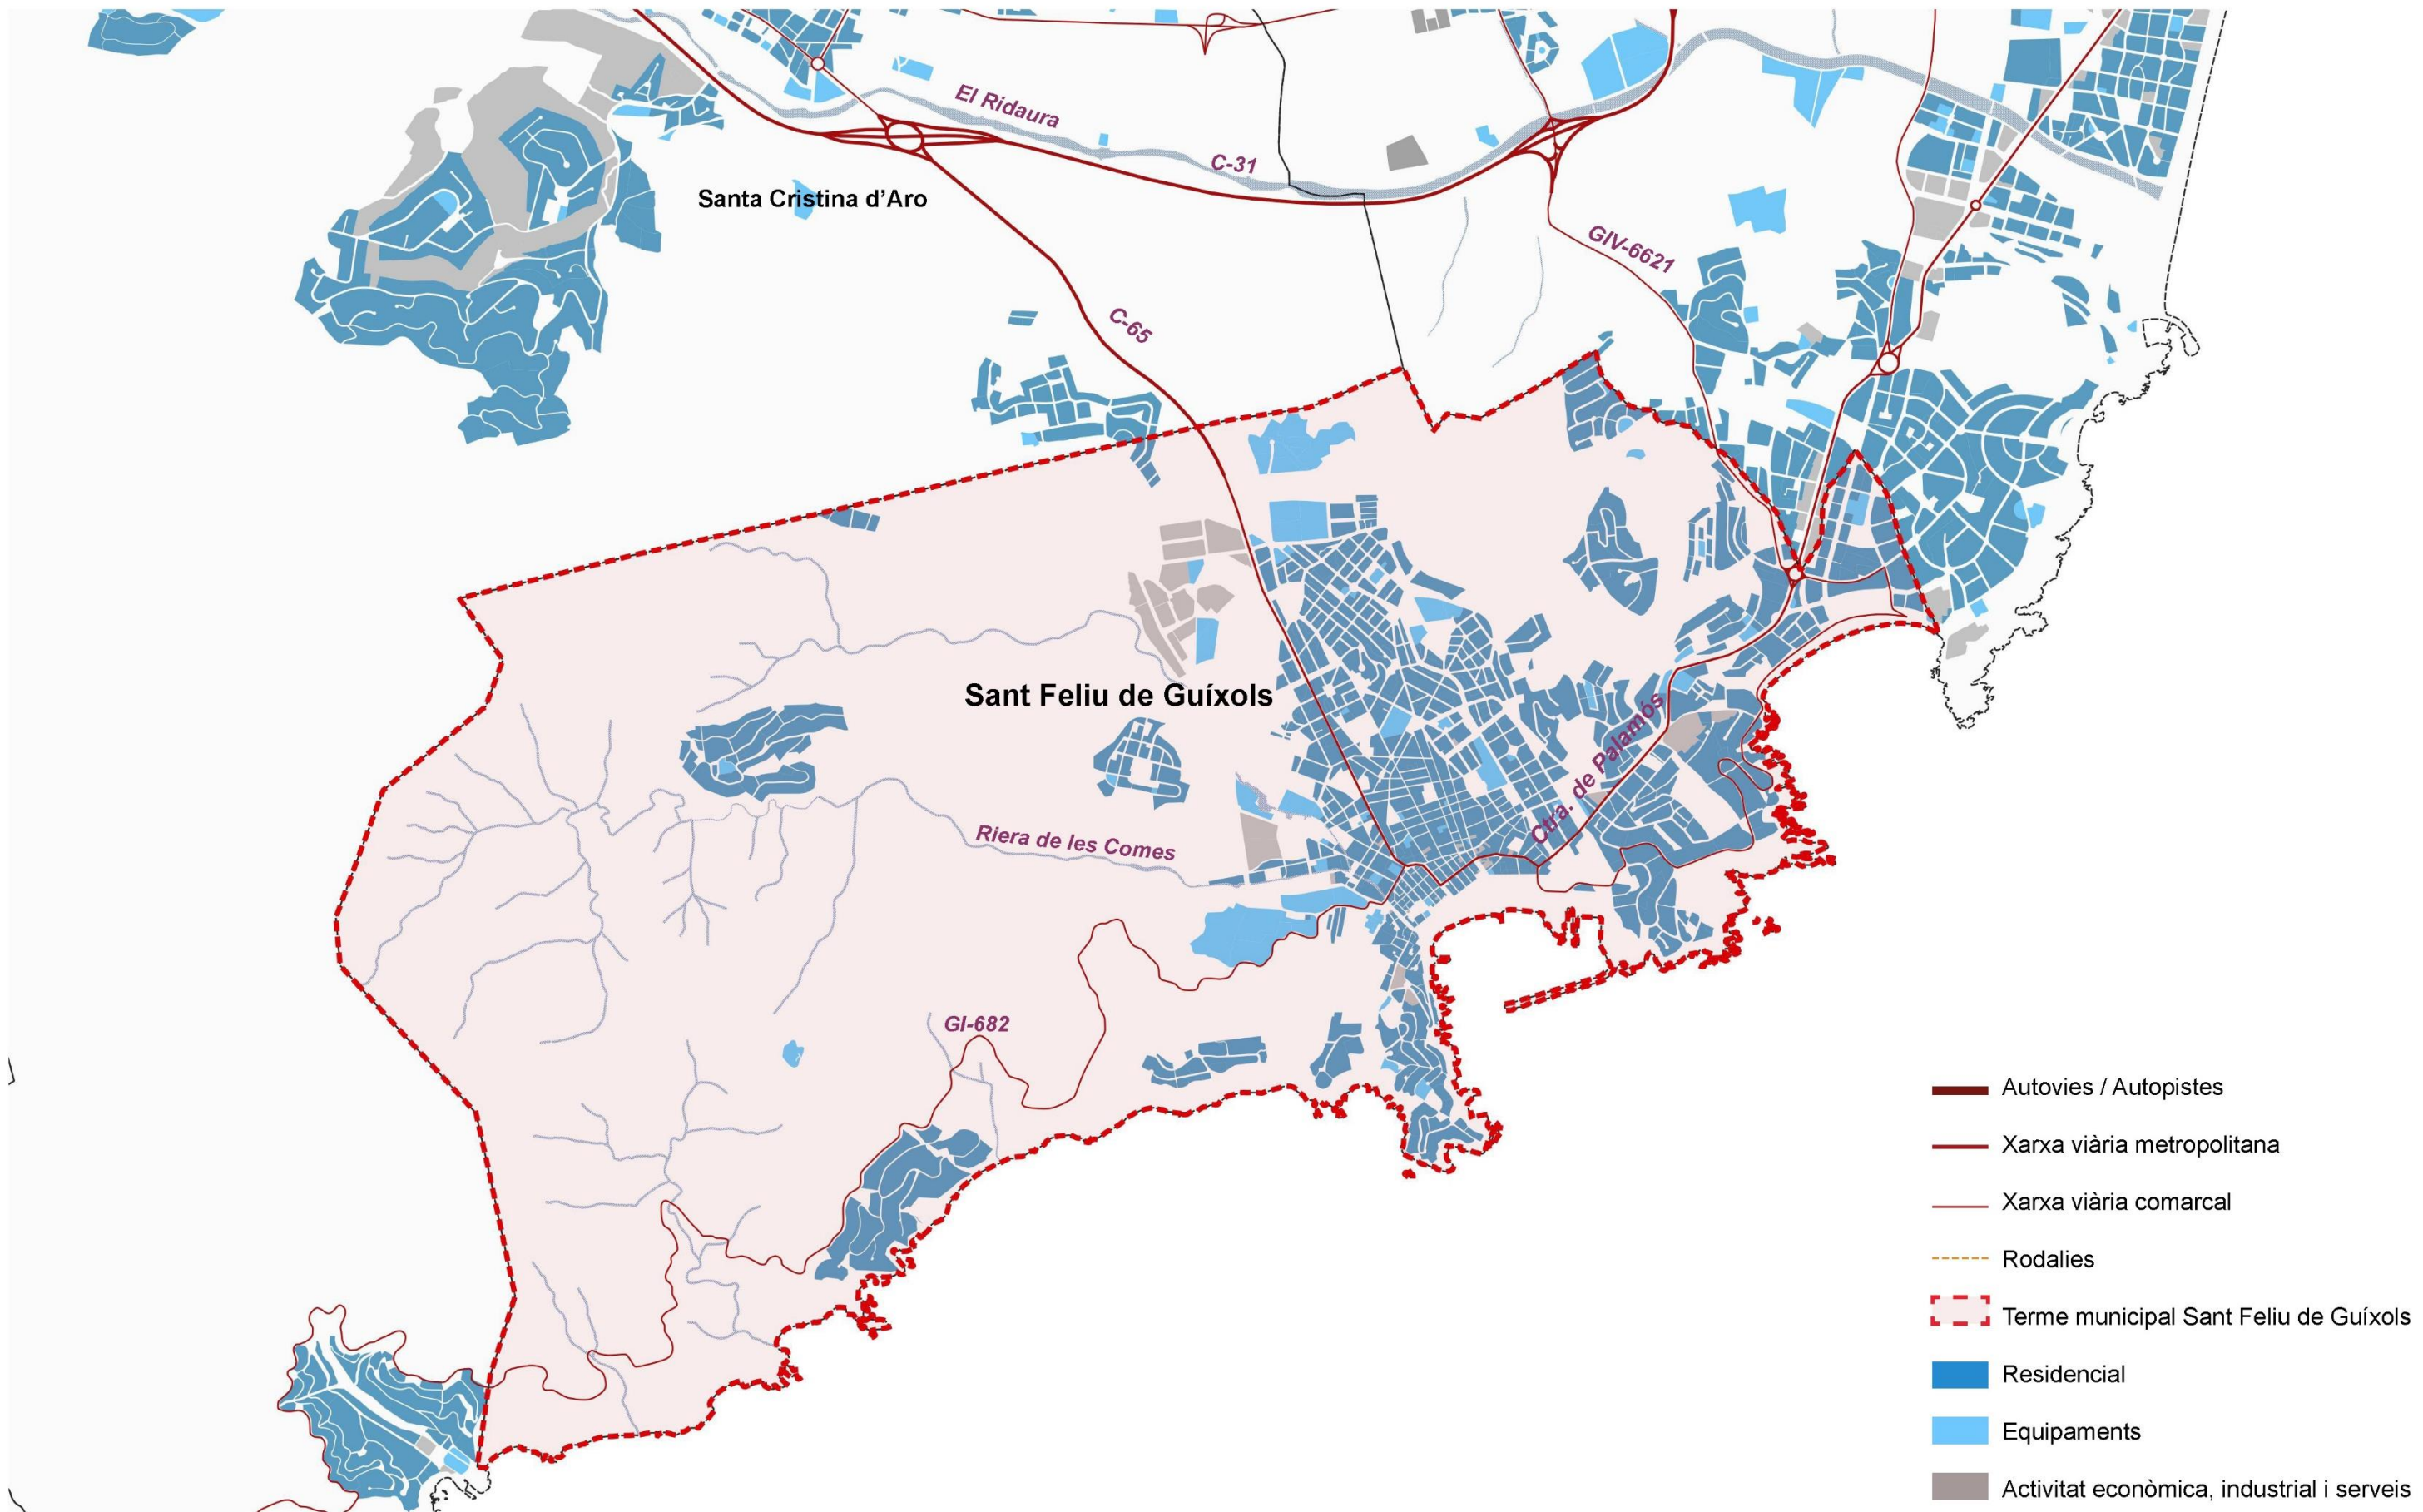 El Ridaura
C-31
Santa Cristina d’Aro
GIV-6621
C-65
Sant Feliu de Guíxols
Ctra. de Palamós
Riera de les Comes
GI-682
Autovies / Autopistes
Xarxa viària metropolitana
Xarxa viària comarcal
Rodalies
Terme municipal Sant Feliu de Guíxols
Residencial
Equipaments
Activitat econòmica, industrial i serveis